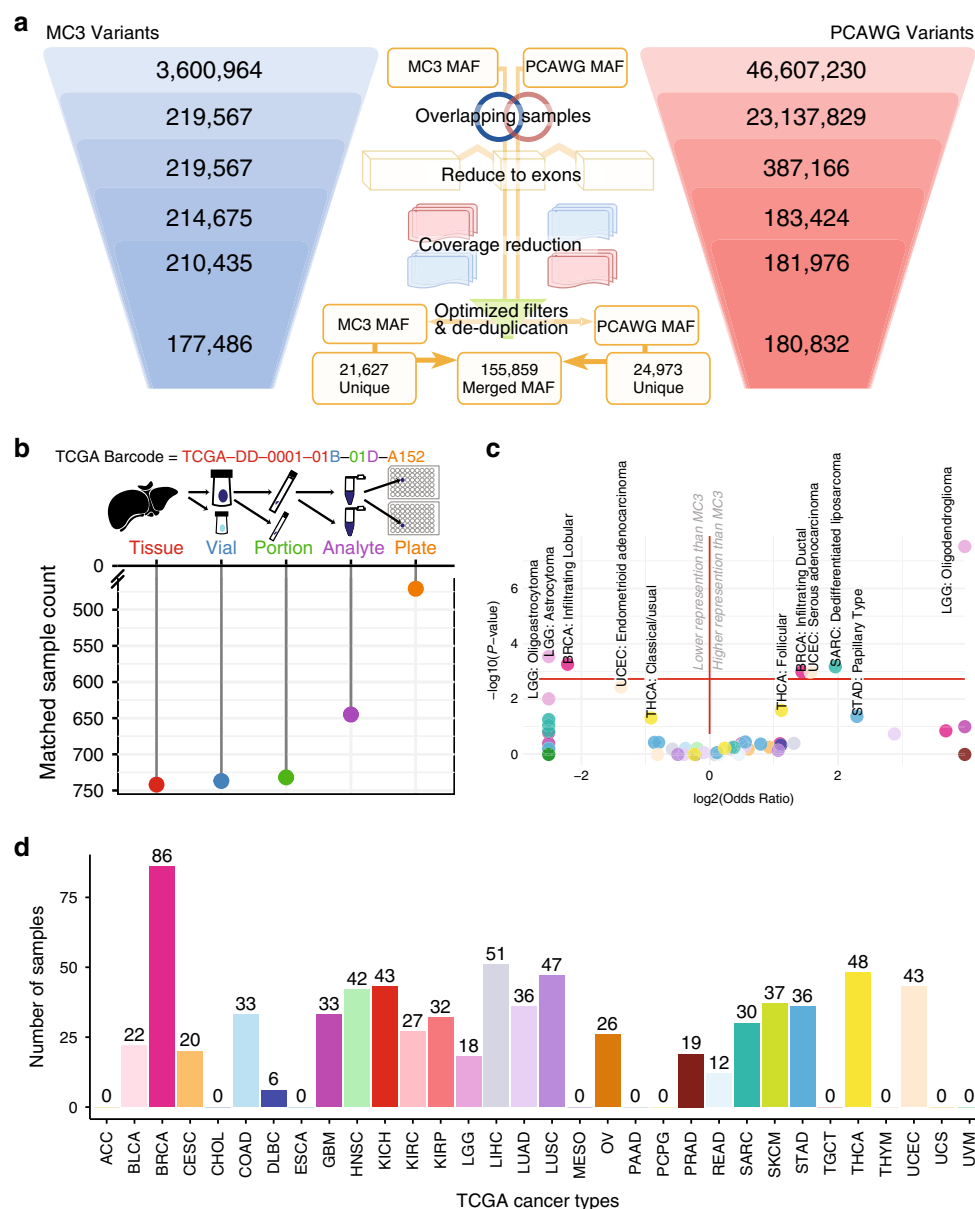 a
MC3 Variants
PCAWG Variants
3,600,964
219,567
219,567
214,675
210,435
177,486
MC3 MAF
PCAWG MAF
Overlapping samples
Reduce to exons
Coverage reduction
Optimized filters
& de-duplication
MC3 MAF
PCAWG MAF
21,627
Unique
155,859
Merged MAF
24,973
Unique
46,607,230
23,137,829
387,166
183,424
181,976
180,832
b
TCGA Barcode = TCGA–DD–0001–01B–01D–A152
Tissue
Vial
Portion
Analyte
Plate
Matched sample count
0
500
550
600
650
700
750
c
–log10(P-value)
6
4
2
0
–2
0
2
log2(Odds Ratio)
LGG: Oligoastrocytoma
LGG: Astrocytoma
BRCA: Infiltrating Lobular
UCEC: Endometrioid adenocarcinoma
THCA: Classical/usual
Lower represention than MC3
Higher represention than MC3
THCA: Follicular
BRCA: Infiltrating Ductal
UCEC: Serous adenocarcinoma
SARC: Dedifferentiated liposarcoma
STAD: Papillary Type
LGG: Oligodendroglioma
d
Number of samples
75
50
25
0
0
22
86
20
0
33
6
0
33
42
43
27
32
18
51
36
47
0
26
0
0
19
12
30
37
36
0
48
0
43
0
0
ACC
BLCA
BRCA
CESC
CHOL
COAD
DLBC
ESCA
GBM
HNSC
KICH
KIRC
KIRP
LGG
LIHC
LUAD
LUSC
MESO
OV
PAAD
PCPG
PRAD
READ
SARC
SKCM
STAD
TGCT
THCA
THYM
UCEC
UCS
UVM
TCGA cancer types